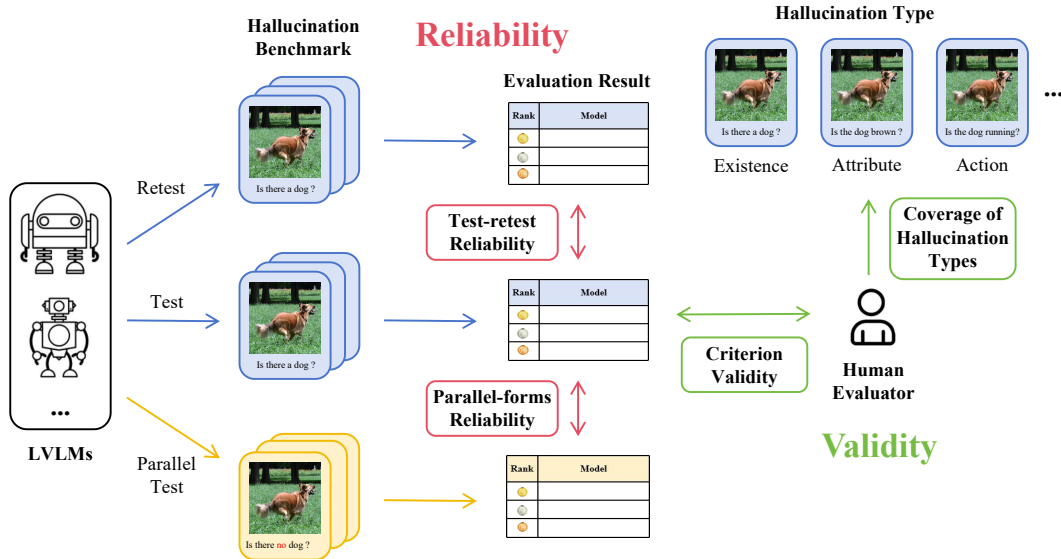 Hallucination
Benchmark
Reliability
Hallucination Type
Evaluation Result
Rank Model
Is there a dog ?
Is there a dog ?
Is the dog brown ?
Is the dog running?
...
Existence
Attribute
Action
Retest
Test-retest
Reliability
Coverage of
Hallucination
Types
Test
Is there a dog ?
Rank Model
Criterion
Validity
Human
Evaluator
...
LVLMs
Parallel-forms
Reliability
Validity
Parallel
Test
Is there no dog ?
Rank Model